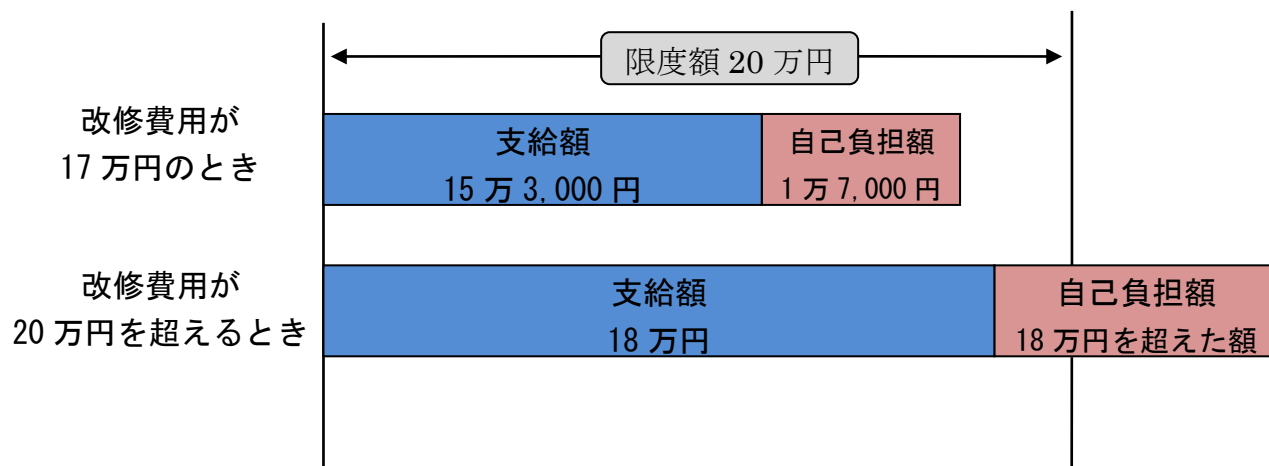 限度額 20 万円
改修費用が
17 万円のとき
支給額
15 万 3,000 円
自己負担額
1 万 7,000 円
改修費用が
20 万円を超えるとき
支給額
18 万円
自己負担額
18 万円を超えた額